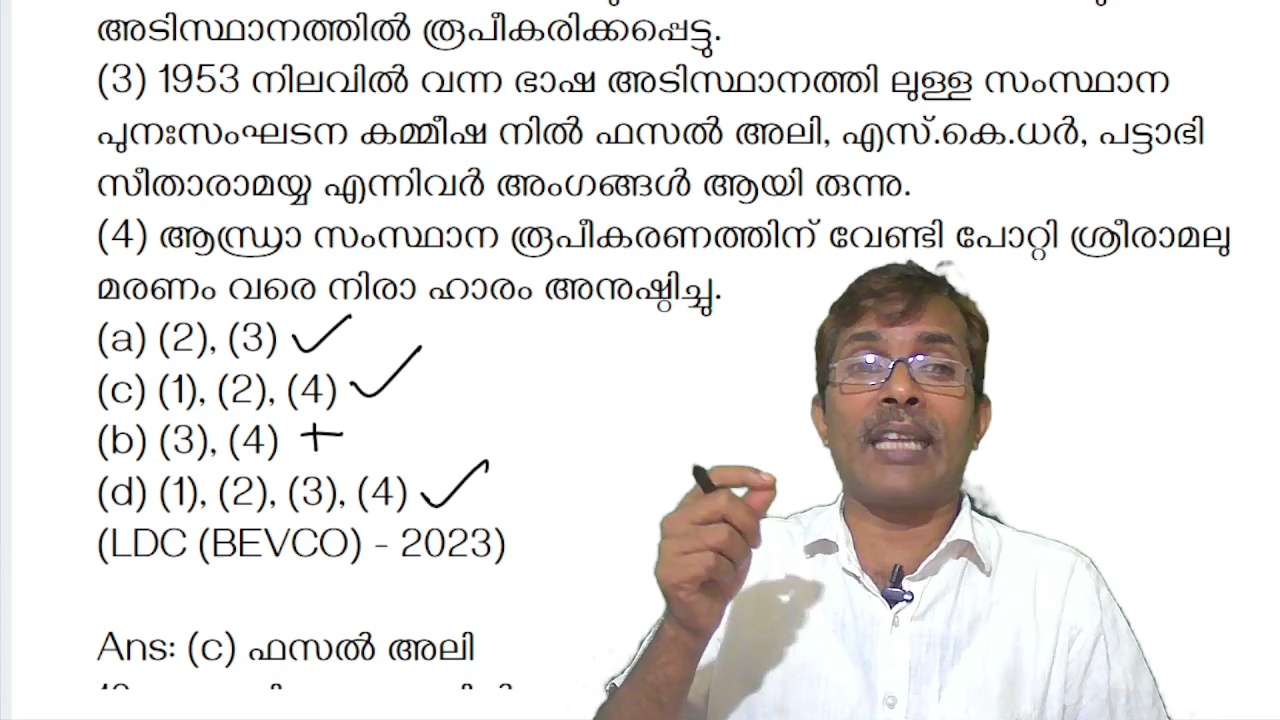 അടിസ്ഥാനത്തിൽ രൂപീകരിക്കപ്പെട്ടു.
(3) 1953 നിലവിൽ വന്ന ഭാഷ അടിസ്ഥാനത്തി ലുള്ള സംസ്ഥാന
പുനഃസംഘടന കമ്മീഷ നിൽ ഫസൽ അലി, എസ്.കെ.ധർ, പട്ടാഭി
സീതാരാമയ്യ എന്നിവർ അംഗങ്ങൾ ആയി രുന്നു.
(4) ആന്ധ്രാ സംസ്ഥാന രൂപീകരണത്തിന് വേണ്ടി പോറ്റി ശ്രീരാമലു
മരണം വരെ നിരാ ഹാരം അനുഷ്ഠിച്ചു.
(a) (2), (3)
(c) (1), (2), (4)
(b) (3), (4)
(d) (1), (2), (3), (4)
(LDC (BEVCO) - 2023)
Ans: (c) ഫസൽ അലി